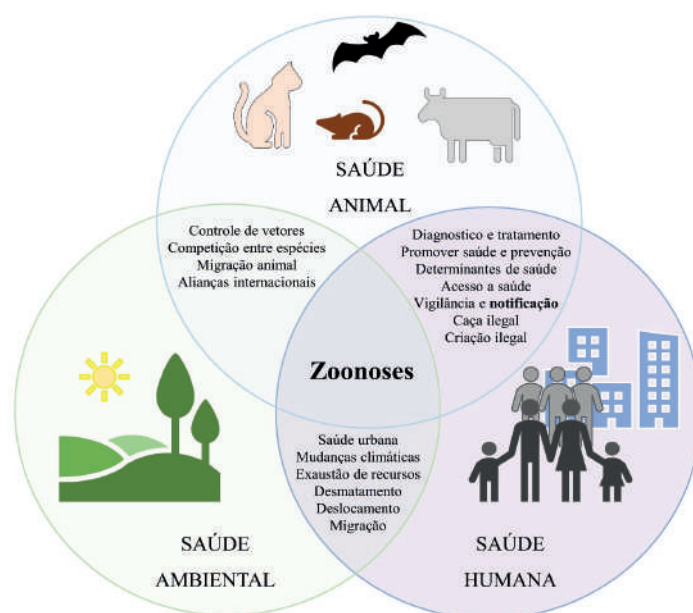 SAÚDE
ANIMAL
Controle de vetores
Competição entre espécies
Migração animal
Alianças internacionais
Diagnostico e tratamento
Promover saúde e prevenção
Determinantes de saúde
Acesso a saúde
Vigilância e notificação
Caça ilegal
Criação ilegal
Zoonoses
Saúde urbana
Mudanças climáticas
Exaustão de recursos
Desmatamento
Deslocamento
Migração
SAÚDE
AMBIENTAL
SAÚDE
HUMANA